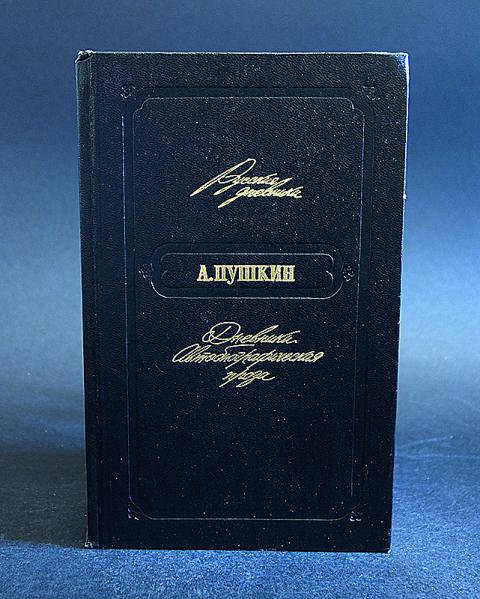 Русские
дневники
А. ПУШКИН
Дневники
Автобиографическая
проза